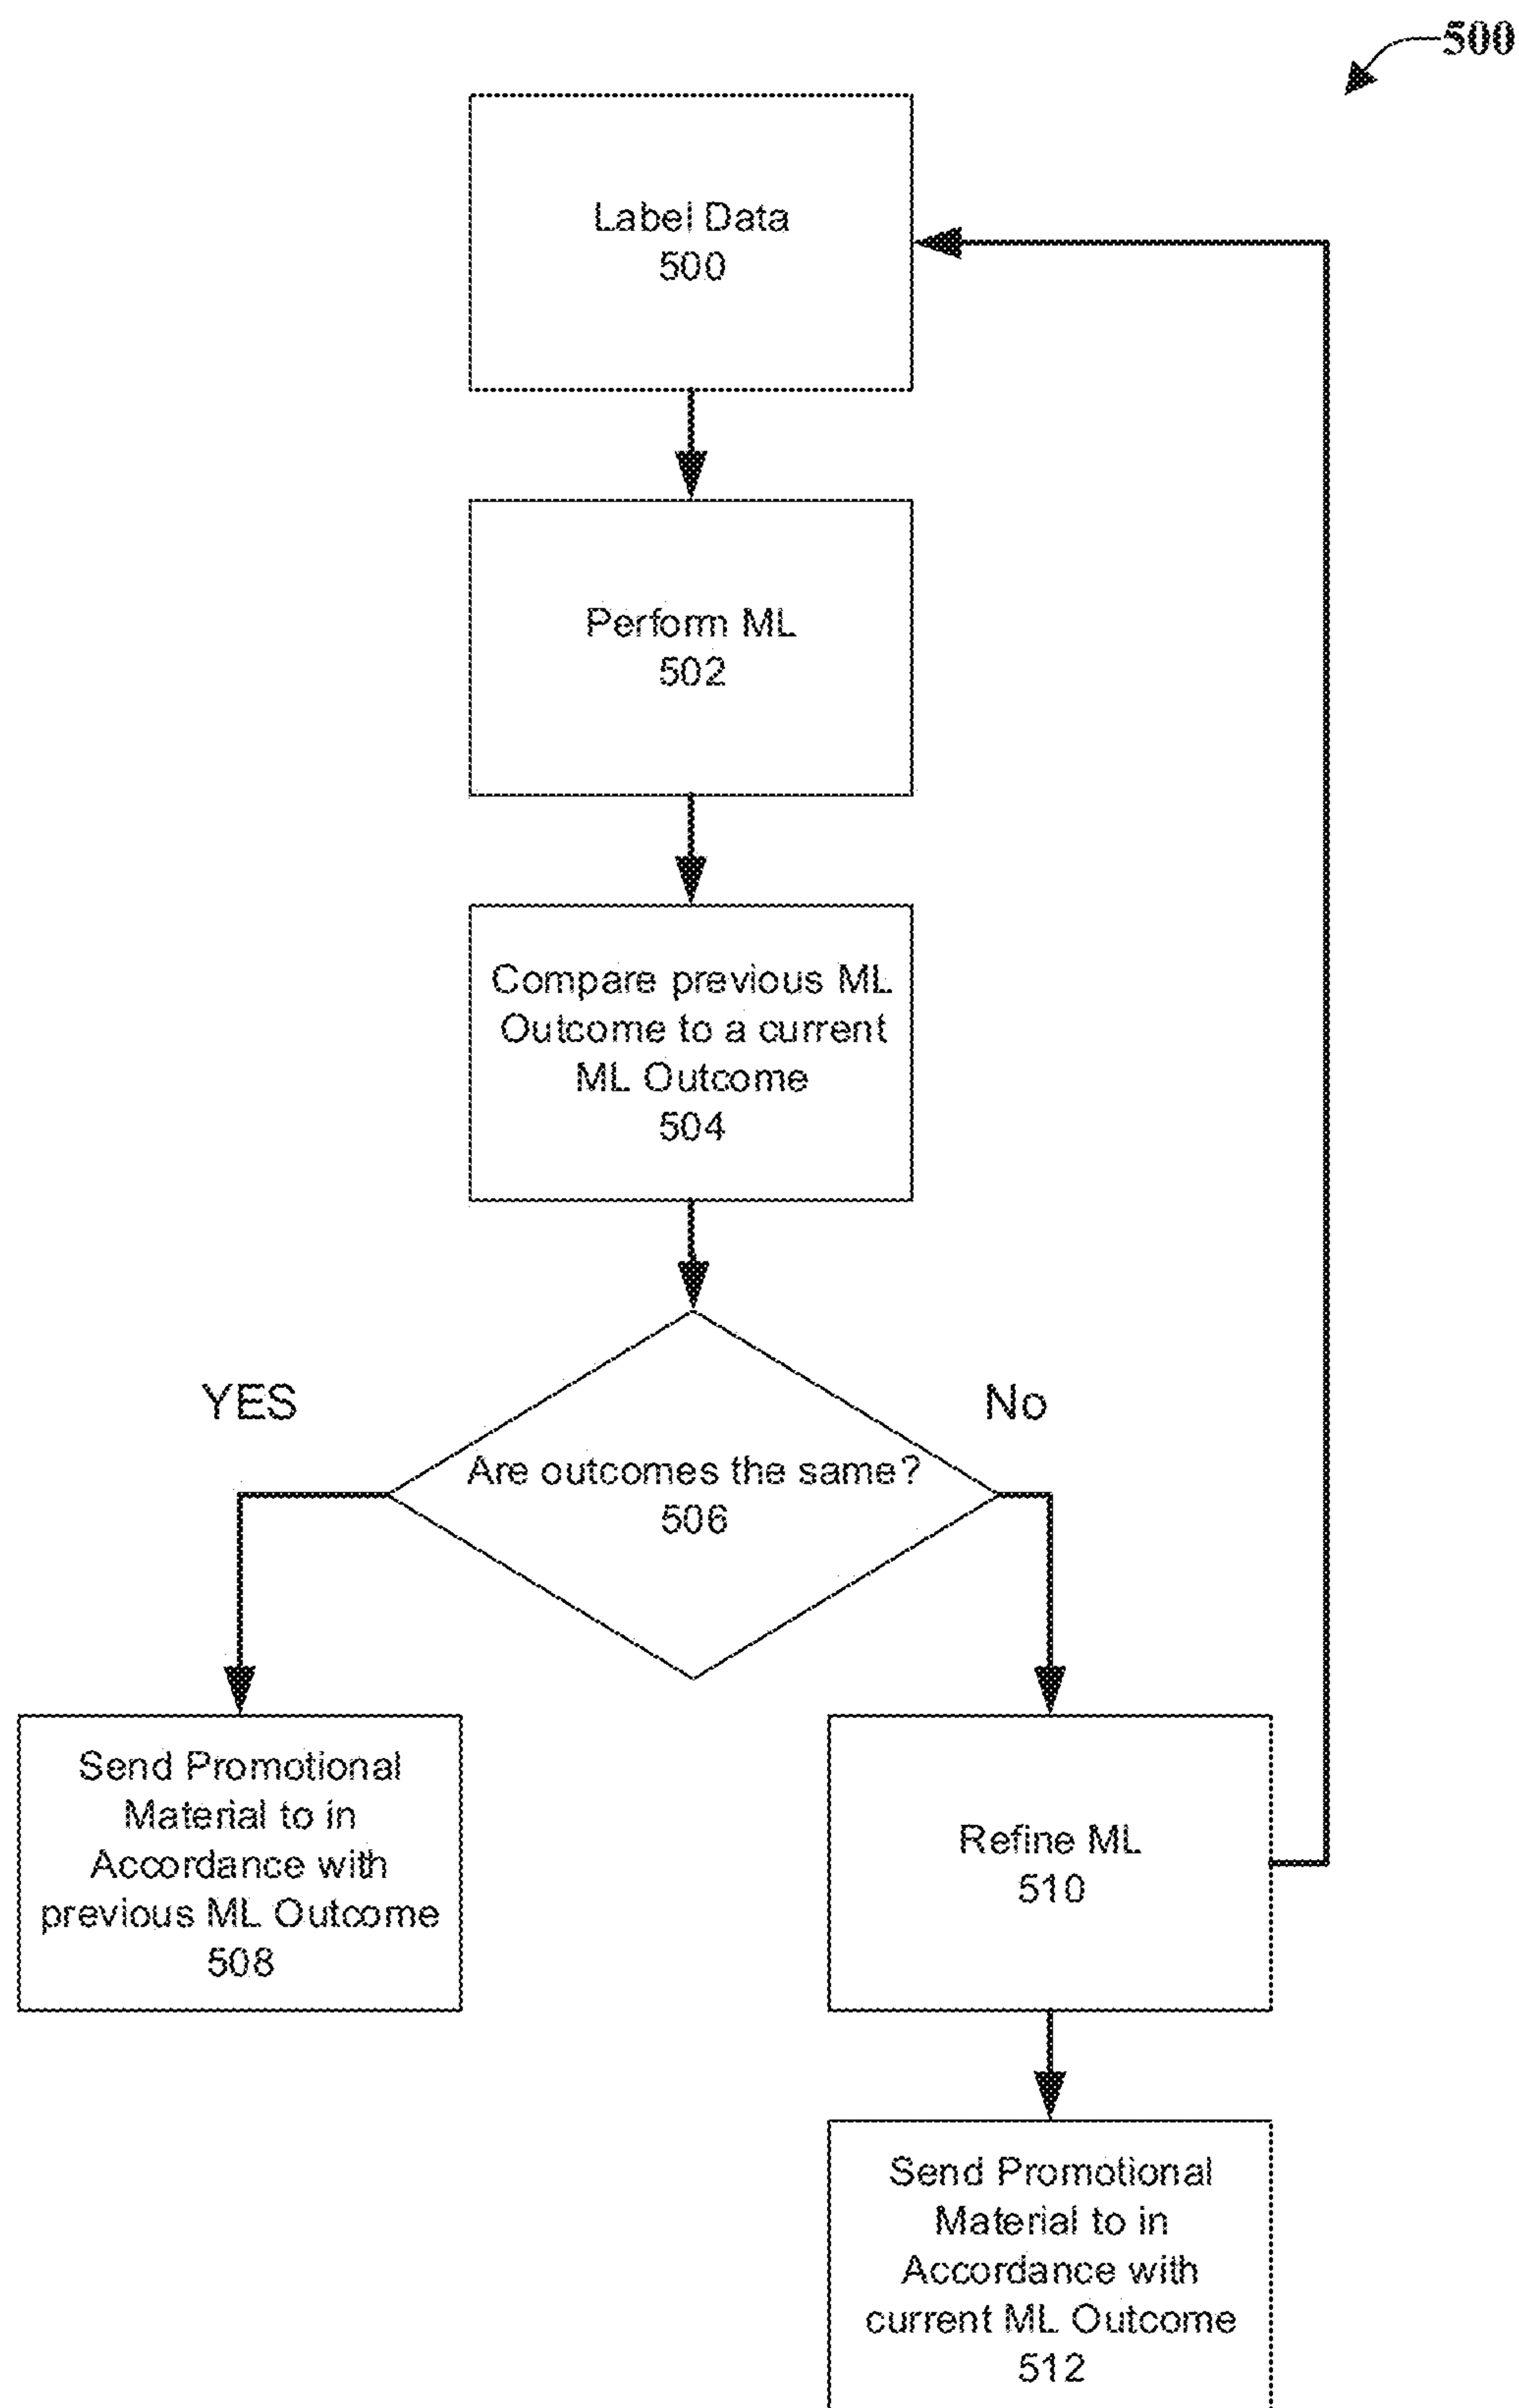 500
Label Data
500
Perform ML
502
Compare previous ML
Outcome to a current
ML Outcome
504
YES
No
Are outcomes the same?
506
Send Promotional
Material to in
Accordance with
previous ML Outcome
508
Refine ML
510
Send Promotional
Material to in
Accordance with
current ML Outcome
512